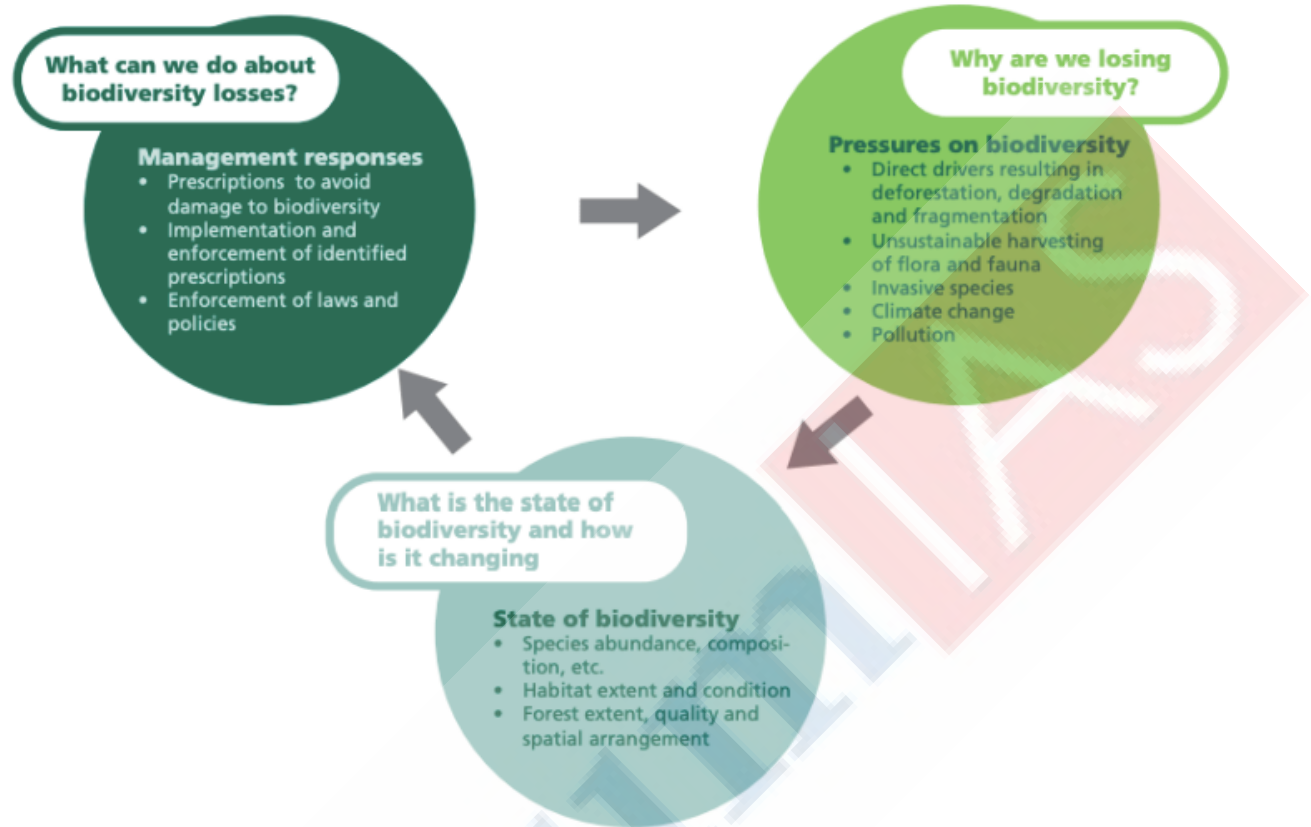 What can we do about
biodiversity losses?
Management responses
• Prescriptions to avoid
damage to biodiversity
• Implementation and
enforcement of identified
prescriptions
• Enforcement of laws and
policies
Why are we losing
biodiversity?
Pressures on biodiversity
• Direct drivers resulting in
deforestation, degradation
and fragmentation
• Unsustainable harvesting
of flora and fauna
• Invasive species
• Climate change
• Pollution
What is the state of
biodiversity and how
is it changing
State of biodiversity
• Species abundance, composi-
tion, etc.
• Habitat extent and condition
• Forest extent, quality and
spatial arrangement
IAS